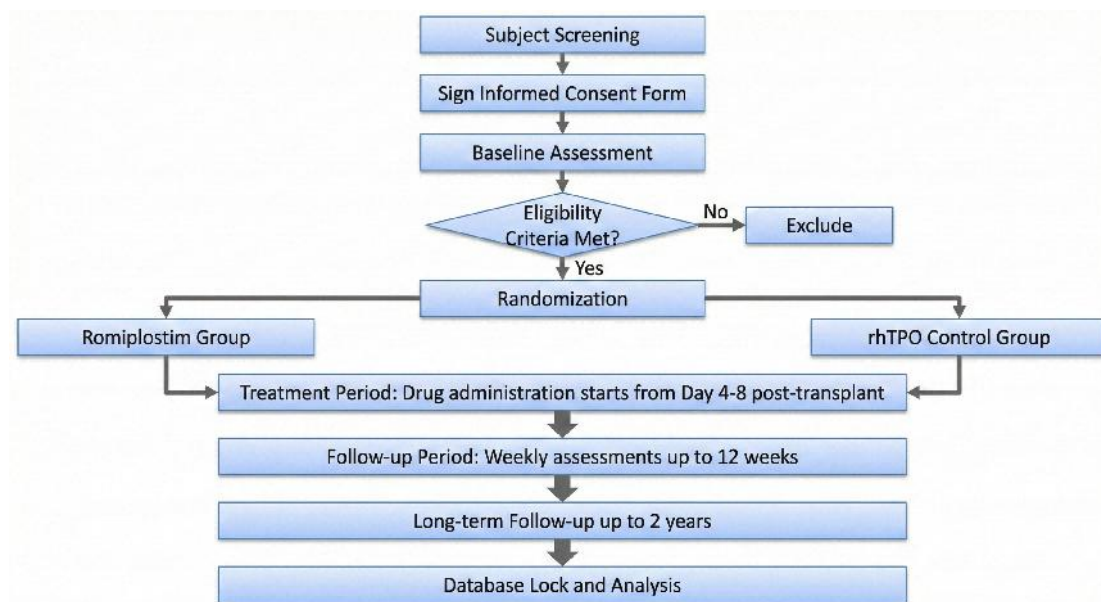 Subject Screening
Sign Informed Consent Form
Baseline Assessment
Eligibility
Criteria Met?
No
Exclude
Yes
Randomization
Romiplostim Group
rhTPO Control Group
Treatment Period: Drug administration starts from Day 4-8 post-transplant
Follow-up Period: Weekly assessments up to 12 weeks
Long-term Follow-up up to 2 years
Database Lock and Analysis